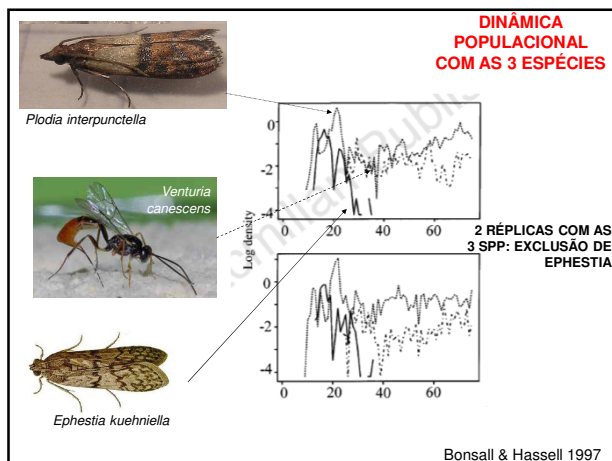 DINÂMICA
POPULACIONAL
COM AS 3 ESPÉCIES
Plodia interpunctella
Venturia
canescens
Ephestia kuehniella
Log density
0
-2
-4
0
20
40
60
0
-2
-4
0
20
40
60
2 RÉPLICAS COM AS
3 SPP: EXCLUSÃO DE
EPHESTIA
Bonsall & Hassell 1997